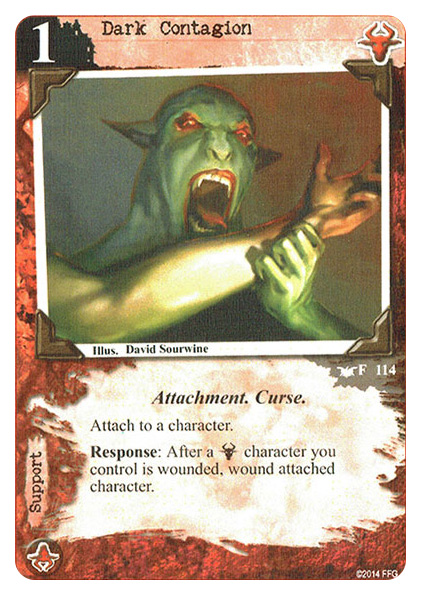 1
Dark Contagion
Illus. David Sourwine
F 114
Attachment. Curse.
Attach to a character.
Response: After a character you
control is wounded, wound attached
character.
Support
©2014 FFG